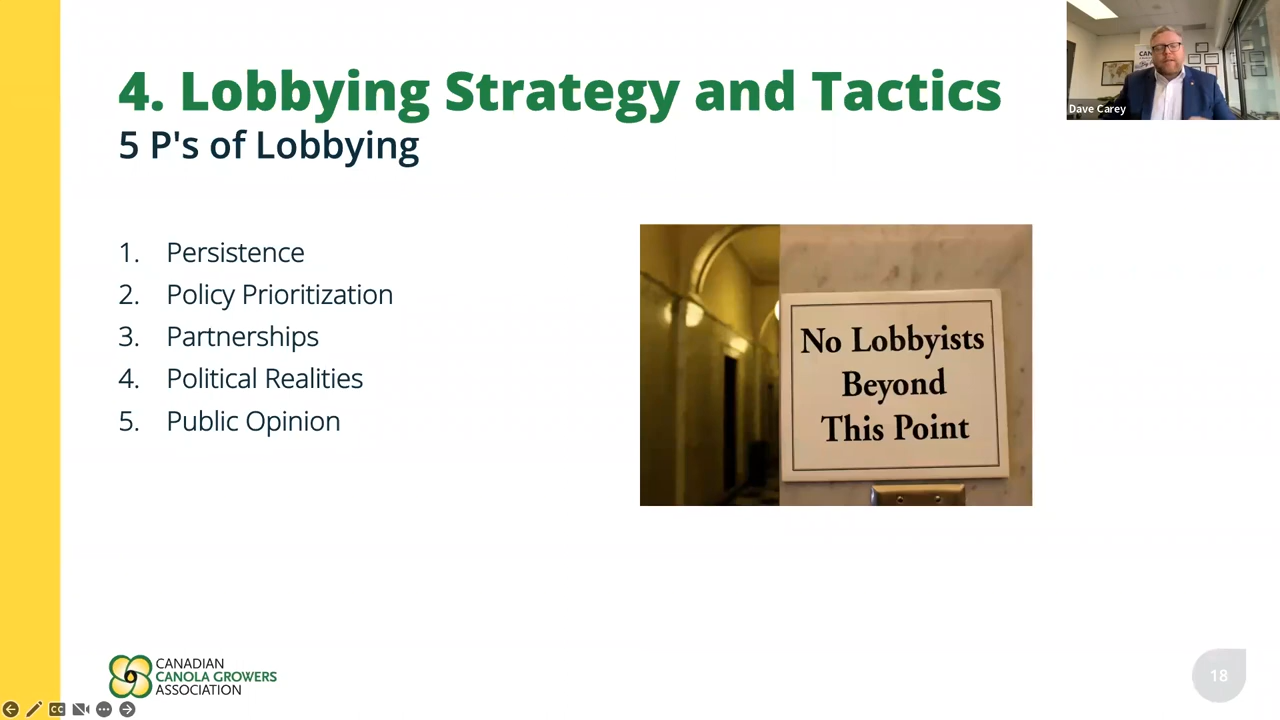 4. Lobbying Strategy and Tactics
5 P's of Lobbying
Dave Carey
1. Persistence
2. Policy Prioritization
3. Partnerships
4. Political Realities
5. Public Opinion
No Lobbyists
Beyond
This Point
CANADIAN
CANOLA GROWERS
ASSOCIATION
18
CC